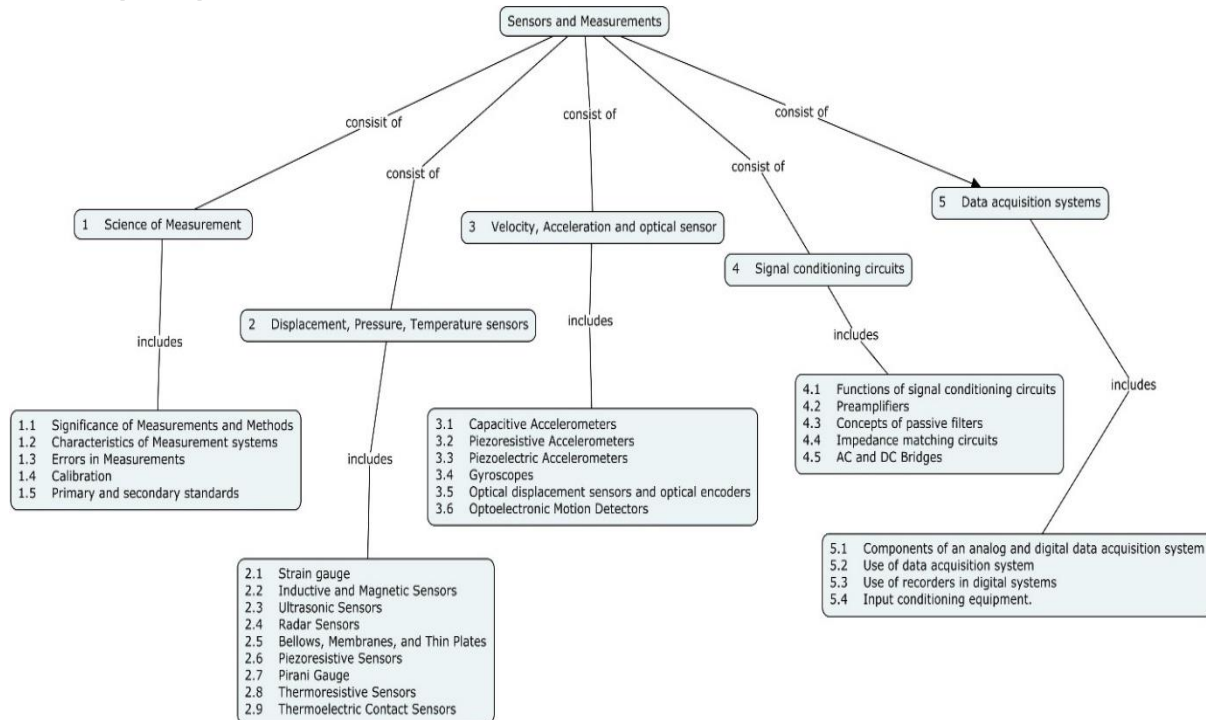 Sensors and Measurements
consisit of
consist of
consist of
consist of
consist of
1 Science of Measurement
includes
1.1 Significance of Measurements and Methods
1.2 Characteristics of Measurement systems
1.3 Errors in Measurements
1.4 Calibration
1.5 Primary and secondary standards
2 Displacement, Pressure, Temperature sensors
includes
2.1 Strain gauge
2.2 Inductive and Magnetic Sensors
2.3 Ultrasonic Sensors
2.4 Radar Sensors
2.5 Bellows, Membranes, and Thin Plates
2.6 Piezoresistive Sensors
2.7 Pirani Gauge
2.8 Thermoresistive Sensors
2.9 Thermoelectric Contact Sensors
3 Velocity, Acceleration and optical sensor
includes
3.1 Capacitive Accelerometers
3.2 Piezoresistive Accelerometers
3.3 Piezoelectric Accelerometers
3.4 Gyroscopes
3.5 Optical displacement sensors and optical encoders
3.6 Optoelectronic Motion Detectors
4 Signal conditioning circuits
includes
4.1 Functions of signal conditioning circuits
4.2 Preamplifiers
4.3 Concepts of passive filters
4.4 Impedance matching circuits
4.5 AC and DC Bridges
5 Data acquisition systems
includes
5.1 Components of an analog and digital data acquisition system
5.2 Use of data acquisition system
5.3 Use of recorders in digital systems
5.4 Input conditioning equipment.